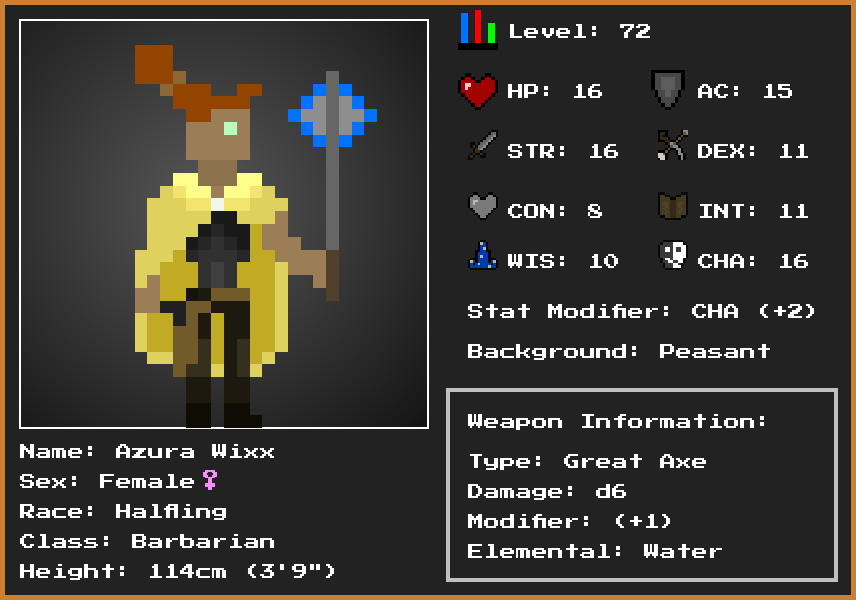 Level: 72
HP: 16
AC: 15
STR: 16
DEX: 11
CON: 8
INT: 11
WIS: 10
CHA: 16
Stat Modifier: CHA (+2)
Background: Peasant
Name: Azura Wixx
Sex: Female♀
Race: Halfling
Class: Barbarian
Height: 114cm (3'9")
Weapon Information:
Type: Great Axe
Damage: d6
Modifier: (+1)
Elemental: Water